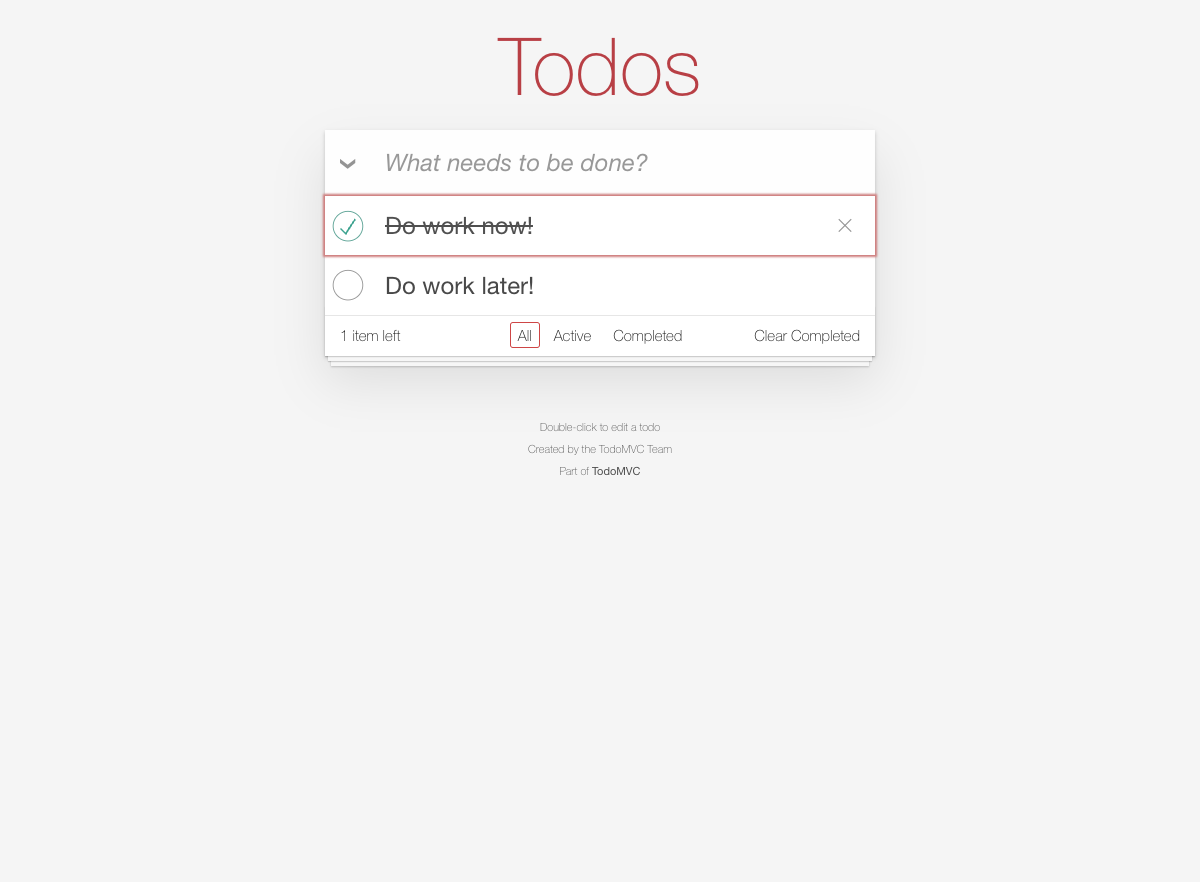 Todos
What needs to be done?
Do work now!
Do work later!
1 item left All Active Completed Clear Completed
Double-click to edit a todo
Created by the TodoMVC Team
Part of TodoMVC